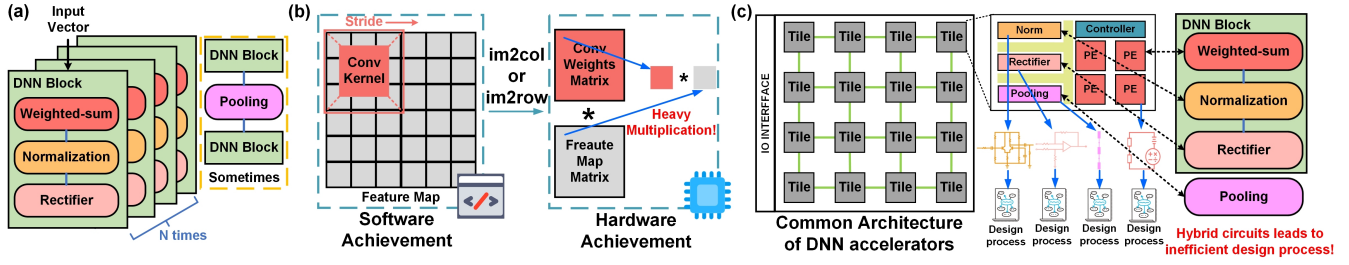 (a)
Input
Vector
DNN Block
Weighted-sum
Normalization
Rectifier
N times
DNN Block
Pooling
DNN Block
Sometimes
(b)
Stride
Conv
Kernel
Feature Map
Software
Achievement
</>
im2col
or
im2row
Conv
Weights
Matrix
*
*
Heavy
Multiplication!
Freaute
Map
Matrix
Hardware
Achievement
(c)
IO INTERFFACE
Tile Tile Tile Tile
Tile Tile Tile Tile
Tile Tile Tile Tile
Tile Tile Tile Tile
Common Architecture
of DNN accelerators
Norm
Rectifier
Pooling
Controller
PE PE
PE PE
Design
process
Design
process
Design
process
Design
process
DNN Block
Weighted-sum
Normalization
Rectifier
Pooling
Hybrid circuits leads to
inefficient design process!